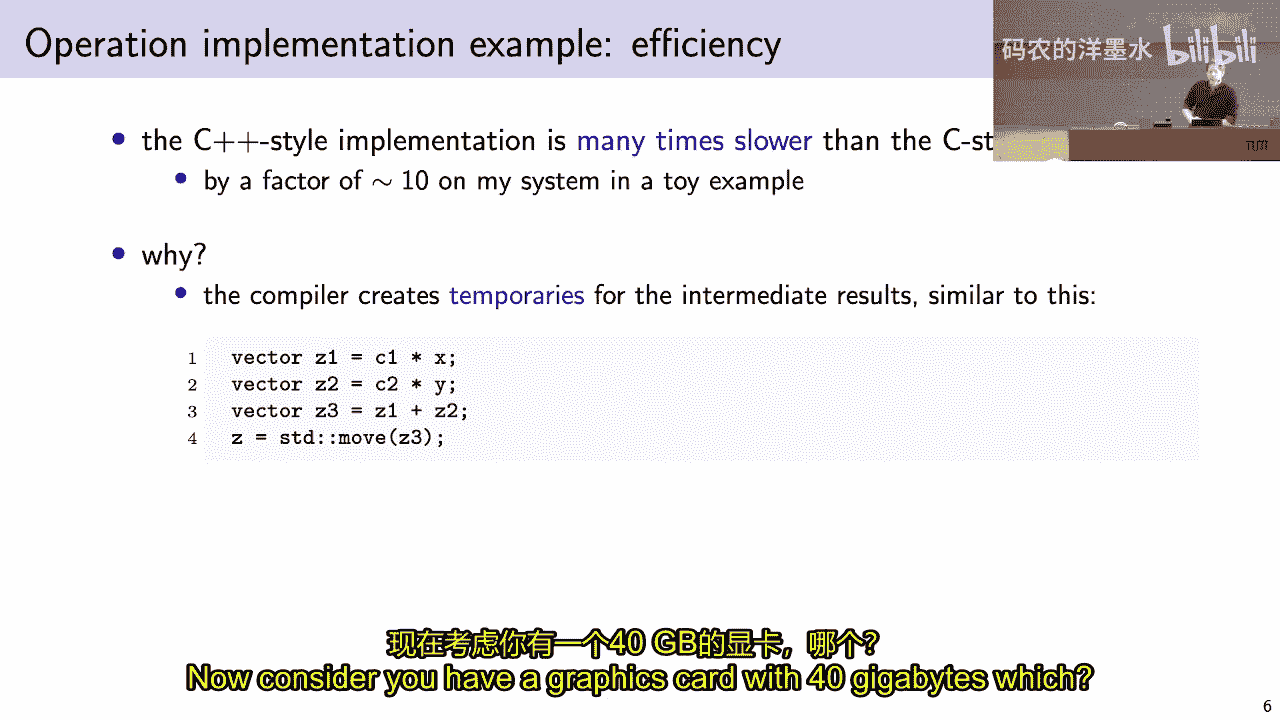 Operation implementation example: efficiency
码农的洋墨水 bilibili
the C++-style implementation is many times slower than the C-st
by a factor of ∼ 10 on my system in a toy example
why?
the compiler creates temporaries for the intermediate results, similar to this:
1 vector z1 = c1 * x;
2 vector z2 = c2 * y;
3 vector z3 = z1 + z2;
4 z = std::move(z3);
现在考虑你有一个40 GB的显卡，哪个？
Now consider you have a graphics card with 40 gigabytes which?
6